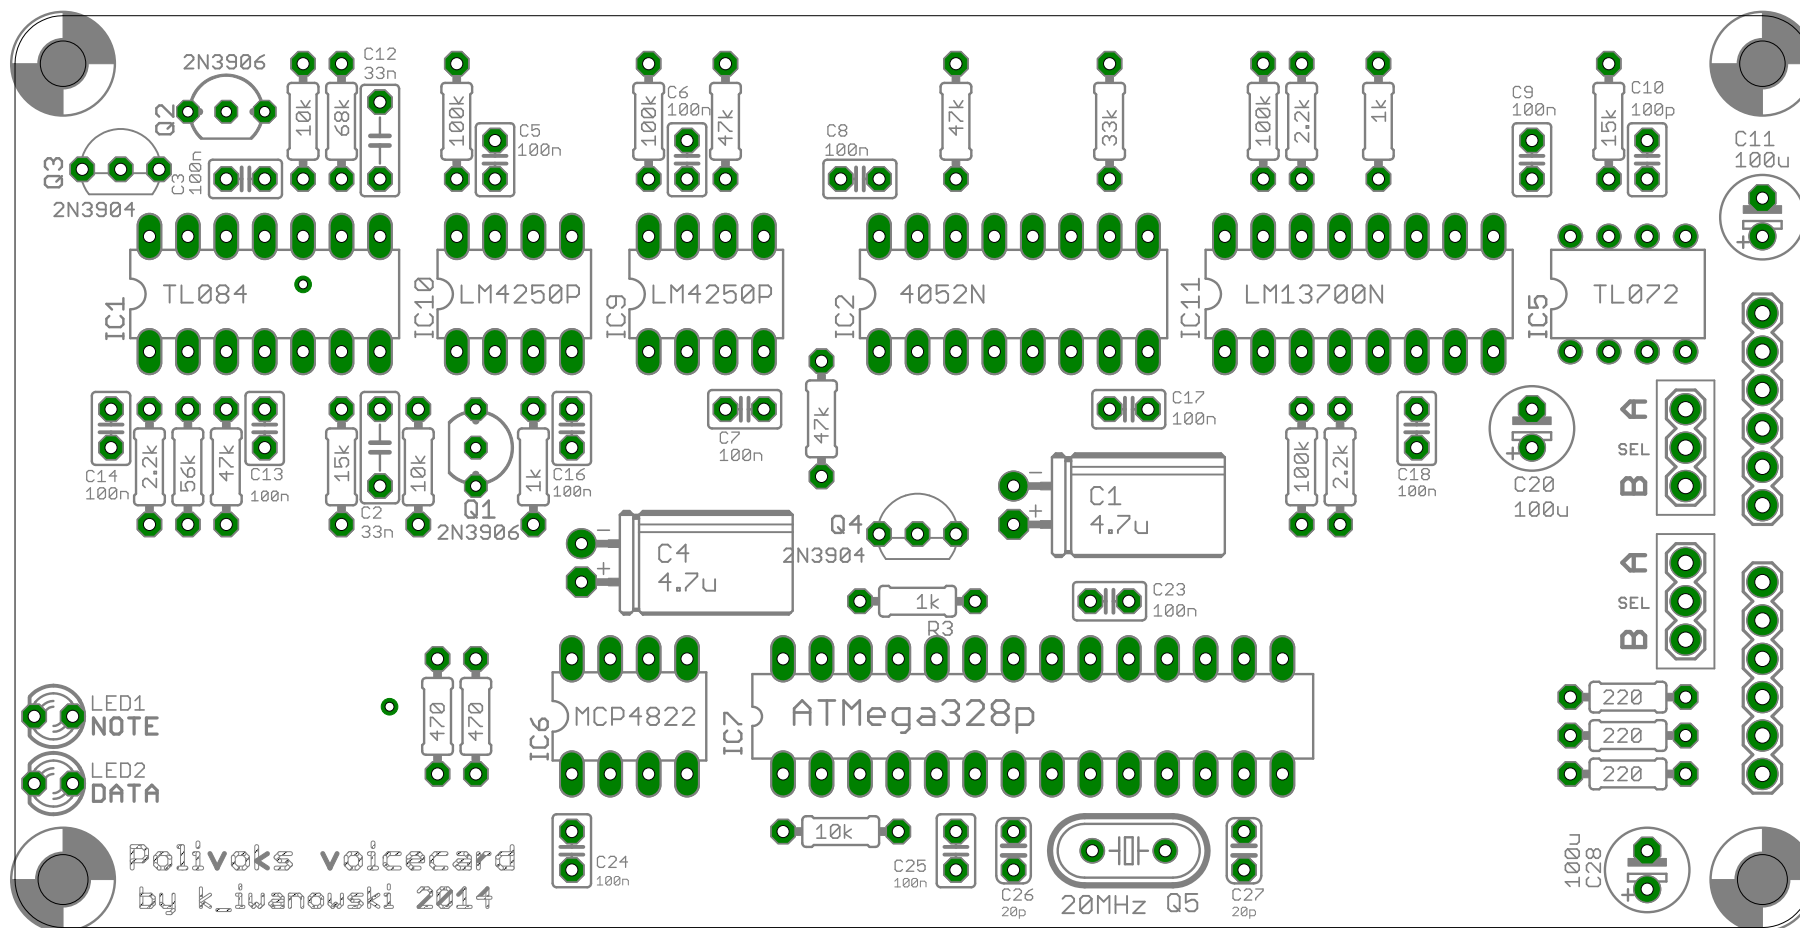 2N3906
Q2
10k
68k
C12
33n
100k
C5
100n
100k
C6
100n
47k
C8
100n
47k
33k
100k
2.2k
1k
C9
100n
15k
C10
100p
C11
100u
Q3
2N3904
C3
100n
IC1
TL084
IC10
LM4250P
IC9
LM4250P
IC2
4052N
IC11
LM13700N
IC5
TL072
+
C14
100n
2.2k
56k
47k
C13
100n
15k
C2
33n
10k
Q1
2N3906
1k
C16
100n
C7
100n
47k
C17
100n
100k
2.2k
C18
100n
+
C20
100u
A
SEL
B
-
+
C4
4.7u
Q4
2N3904
-
+
C1
4.7u
1k
R3
C23
100n
A
SEL
B
LED1
NOTE
LED2
DATA
470
470
IC6
MCP4822
IC7
ATMega328p
220
220
220
Polivoks voicecard
by k_iwanowski 2014
C24
100n
10k
C25
100n
C26
20p
20MHz
Q5
C27
20p
100u
C28
+